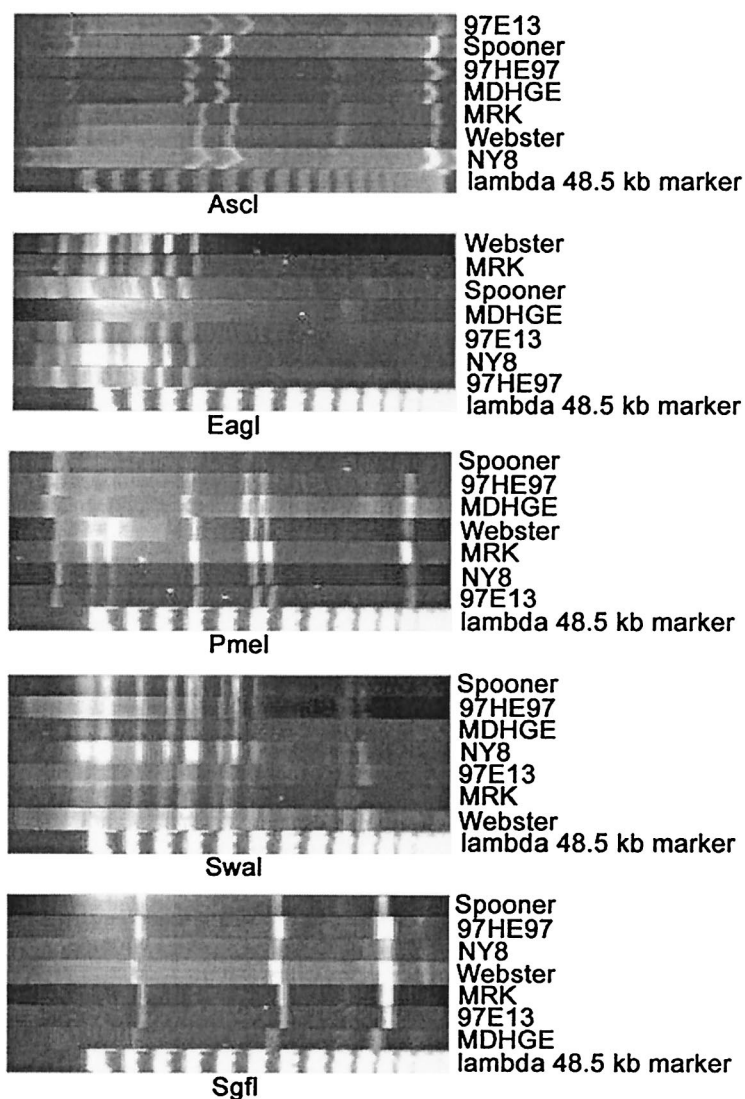 97E13
Spooner
97HE97
MDHGE
MRK
Webster
NY8
lambda 48.5 kb marker
AscI
Webster
MRK
Spooner
MDHGE
97E13
NY8
97HE97
lambda 48.5 kb marker
EagI
Spooner
97HE97
MDHGE
Webster
MRK
NY8
97E13
lambda 48.5 kb marker
PmeI
Spooner
97HE97
MDHGE
NY8
97E13
MRK
Webster
lambda 48.5 kb marker
SwaI
Spooner
97HE97
NY8
Webster
MRK
97E13
MDHGE
lambda 48.5 kb marker
SgfI